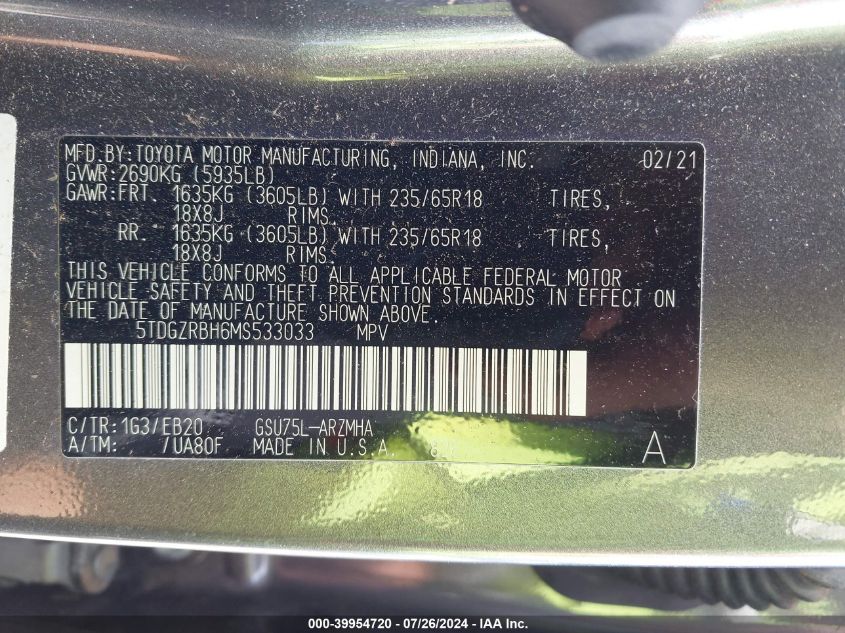 MFD.BY:TOYOTA MOTOR MANUFACTURING, INDIANA, INC. 02/21
GVWR:2690KG (5935LB)
GAWR:FRT. 1635KG (3605LB) WITH 235/65R18 TIRES,
18X8J RIMS.
RR. 1635KG (3605LB) WITH 235/65R18 TIRES,
18X8J RIMS.
THIS VEHICLE CONFORMS TO ALL APPLICABLE FEDERAL MOTOR
VEHICLE SAFETY AND THEFT PREVENTION STANDARDS IN EFFECT ON
THE DATE OF MANUFACTURE SHOWN ABOVE.
5TDGZRBH6MS533033 MPV
C/TR:1G3/EB20 GSU75L-ARZMHA
A/TM: /UA80F MADE IN U.S.A. A
000-39954720 - 07/26/2024 - IAA Inc.